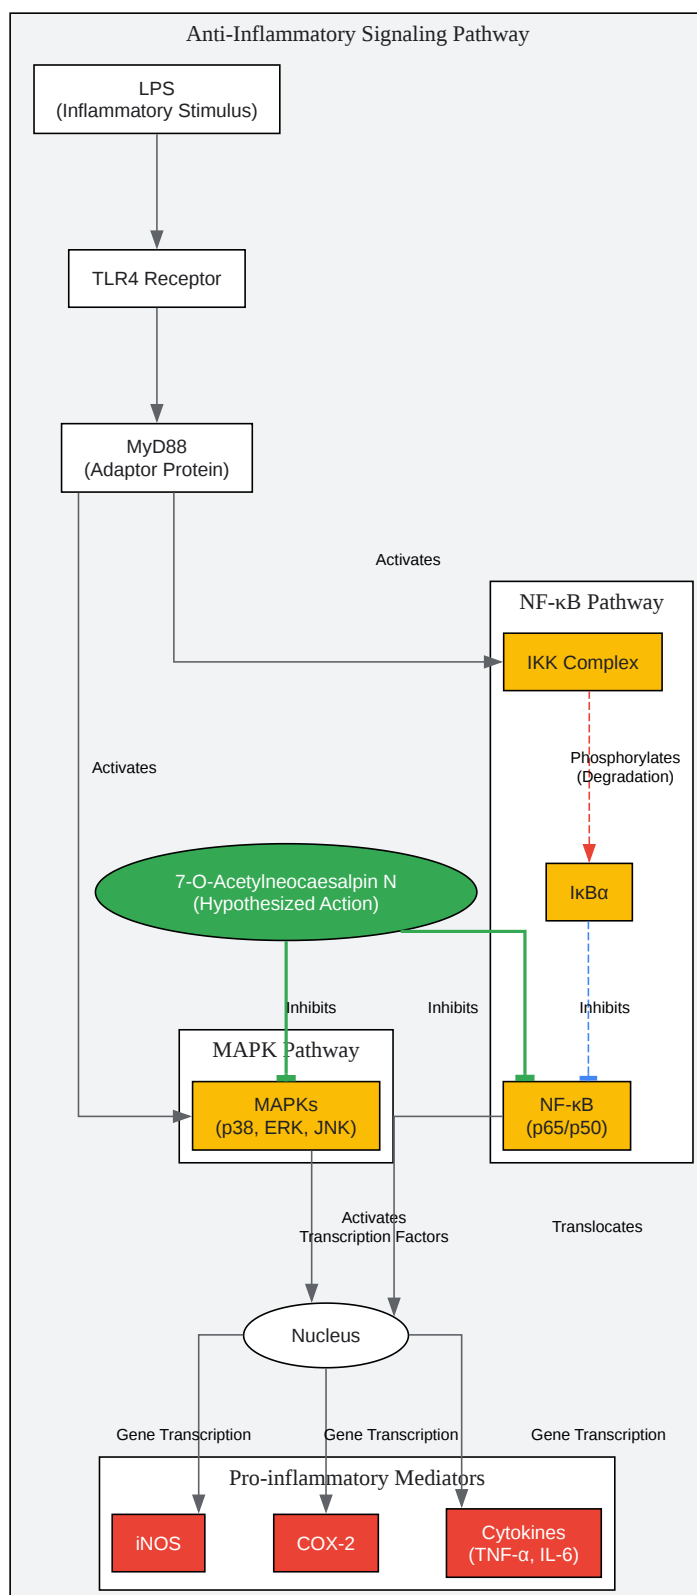 Anti-Inflammatory Signaling Pathway
LPS
(Inflammatory Stimulus)
TLR4 Receptor
MyD88
(Adaptor Protein)
Activates
NF-κB Pathway
IKK Complex
Phosphorylates
(Degradation)
Activates
7-O-Acetylneocaesalpin N
(Hypothesized Action)
IκBα
Inhibits
Inhibits
Inhibits
MAPK Pathway
MAPKs
(p38, ERK, JNK)
NF-κB
(p65/p50)
Activates
Transcription Factors
Translocates
Nucleus
Gene Transcription
Gene Transcription
Gene Transcription
Pro-inflammatory Mediators
iNOS
COX-2
Cytokines
(TNF-α, IL-6)